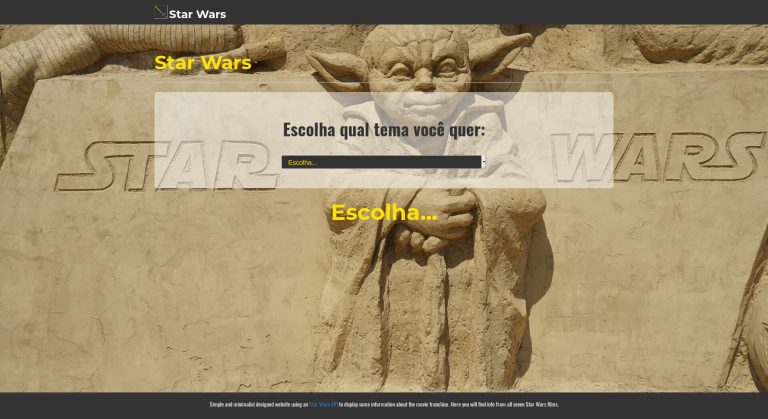 Star Wars
Star Wars
Escolha qual tema você quer:
STAR WARS
Escolha...
Escolha...
Simple and minimalist designed website using an Star Wars API to display some information about the movie franchise. Here you will find info from all seven Star Wars films.